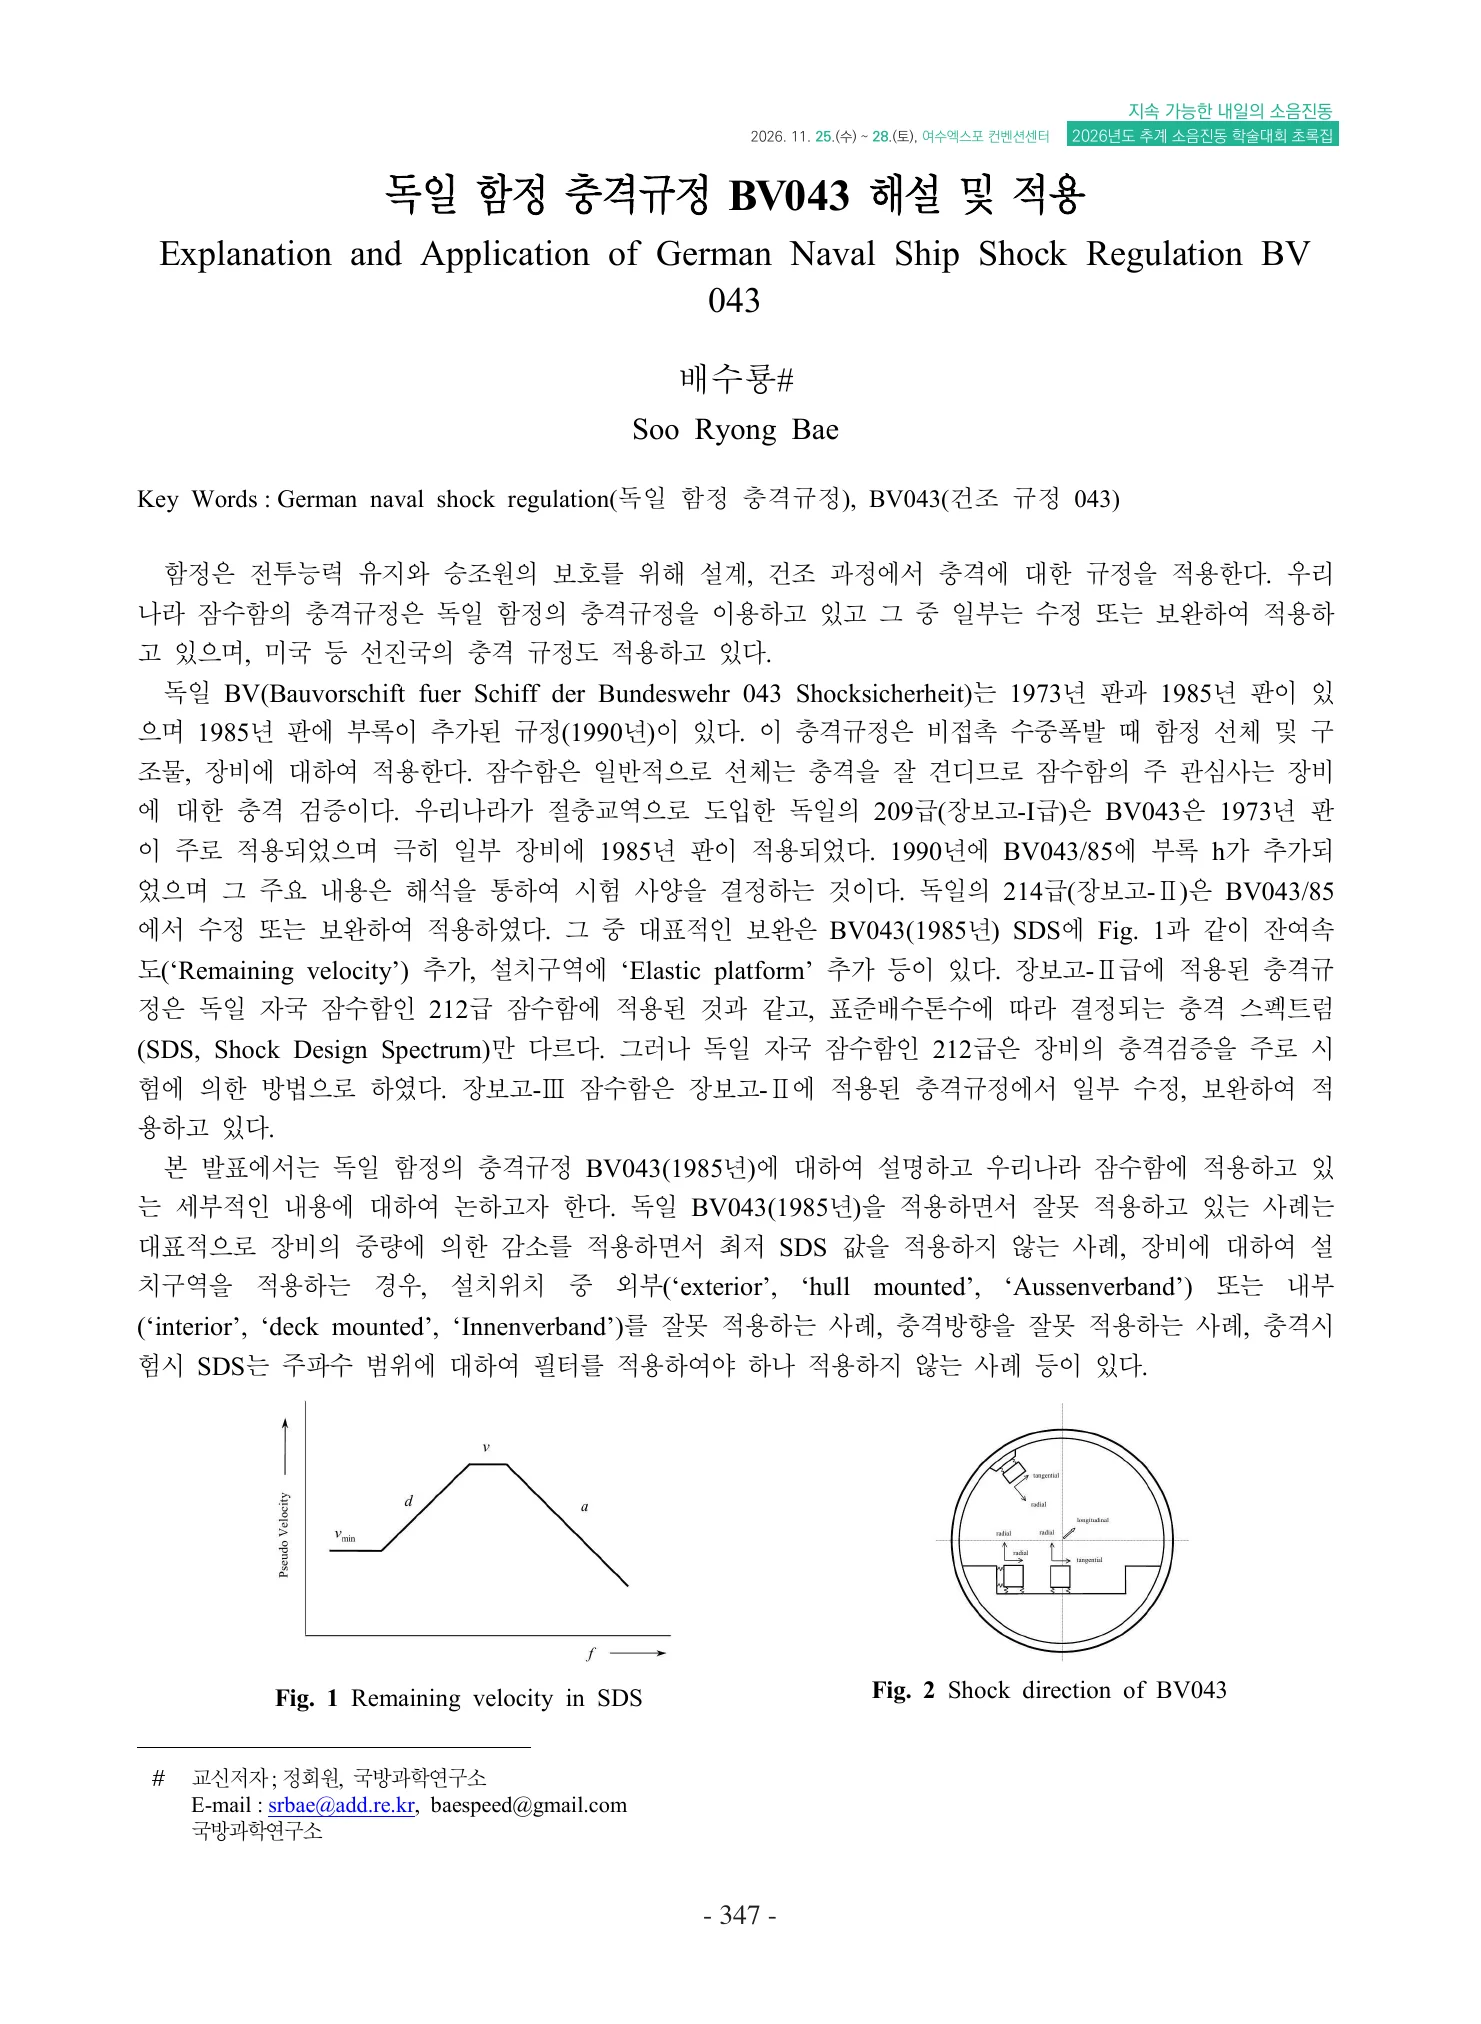 지속 가능한 내일의 소음진동
2026. 11. 25.(수) ~ 28.(토), 여수엑스포 컨벤션센터 2026년도 추계 소음진동 학술대회 초록집
독일 함정 충격규정 BV043 해설 및 적용
Explanation and Application of German Naval Ship Shock Regulation BV
043
배수룡#
Soo Ryong Bae
Key Words : German naval shock regulation(독일 함정 충격규정), BV043(건조 규정 043)
함정은 전투능력 유지와 승조원의 보호를 위해 설계, 건조 과정에서 충격에 대한 규정을 적용한다. 우리
나라 잠수함의 충격규정은 독일 함정의 충격규정을 이용하고 있고 그 중 일부는 수정 또는 보완하여 적용하
고 있으며, 미국 등 선진국의 충격 규정도 적용하고 있다.
독일 BV(Bauvorschift fuer Schiff der Bundeswehr 043 Shocksicherheit)는 1973년 판과 1985년 판이 있
으며 1985년 판에 부록이 추가된 규정(1990년)이 있다. 이 충격규정은 비접촉 수중폭발 때 함정 선체 및 구
조물, 장비에 대하여 적용한다. 잠수함은 일반적으로 선체는 충격을 잘 견디므로 잠수함의 주 관심사는 장비
에 대한 충격 검증이다. 우리나라가 절충교역으로 도입한 독일의 209급(장보고-I급)은 BV043은 1973년 판
이 주로 적용되었으며 극히 일부 장비에 1985년 판이 적용되었다. 1990년에 BV043/85에 부록 h가 추가되
었으며 그 주요 내용은 해석을 통하여 시험 사양을 결정하는 것이다. 독일의 214급(장보고-Ⅱ)은 BV043/85
에서 수정 또는 보완하여 적용하였다. 그 중 대표적인 보완은 BV043(1985년) SDS에 Fig. 1과 같이 잔여속
도(‘Remaining velocity’) 추가, 설치구역에 ‘Elastic platform’ 추가 등이 있다. 장보고-Ⅱ급에 적용된 충격규
정은 독일 자국 잠수함인 212급 잠수함에 적용된 것과 같고, 표준배수톤수에 따라 결정되는 충격 스펙트럼
(SDS, Shock Design Spectrum)만 다르다. 그러나 독일 자국 잠수함인 212급은 장비의 충격검증을 주로 시
험에 의한 방법으로 하였다. 장보고-Ⅲ 잠수함은 장보고-Ⅱ에 적용된 충격규정에서 일부 수정, 보완하여 적
용하고 있다.
본 발표에서는 독일 함정의 충격규정 BV043(1985년)에 대하여 설명하고 우리나라 잠수함에 적용하고 있
는 세부적인 내용에 대하여 논하고자 한다. 독일 BV043(1985년)을 적용하면서 잘못 적용하고 있는 사례는
대표적으로 장비의 중량에 의한 감소를 적용하면서 최저 SDS 값을 적용하지 않는 사례, 장비에 대하여 설
치구역을 적용하는 경우, 설치위치 중 외부(‘exterior’, ‘hull mounted’, ‘Aussenverband’) 또는 내부
(‘interior’, ‘deck mounted’, ‘Innenverband’)를 잘못 적용하는 사례, 충격방향을 잘못 적용하는 사례, 충격시
험시 SDS는 주파수 범위에 대하여 필터를 적용하여야 하나 적용하지 않는 사례 등이 있다.
Pseudo Velocity
v min
d
v
a
f
Fig. 1 Remaining velocity in SDS
tangential
radial
longitudinal
radial
radial
radial
tangential
Fig. 2 Shock direction of BV043
# 교신저자 ; 정회원, 국방과학연구소
E-mail : srbae@add.re.kr, baespeed@gmail.com
국방과학연구소
- 347 -